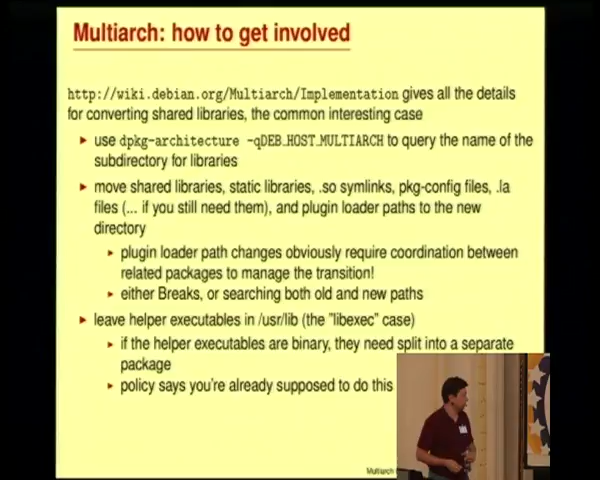 Multiarch: how to get involved
http://wiki.debian.org/Multiarch/Implementation gives all the details
for converting shared libraries, the common interesting case
use dpkg-architecture -qDEB_HOST_MULTIARCH to query the name of the
subdirectory for libraries
move shared libraries, static libraries, .so symlinks, pkg-config files, .la
files (... if you still need them), and plugin loader paths to the new
directory
plugin loader path changes obviously require coordination between
related packages to manage the transition!
either Breaks, or searching both old and new paths
leave helper executables in /usr/lib (the "libexec" case)
if the helper executables are binary, they need split into a separate
package
policy says you're already supposed to do this
Multiarch